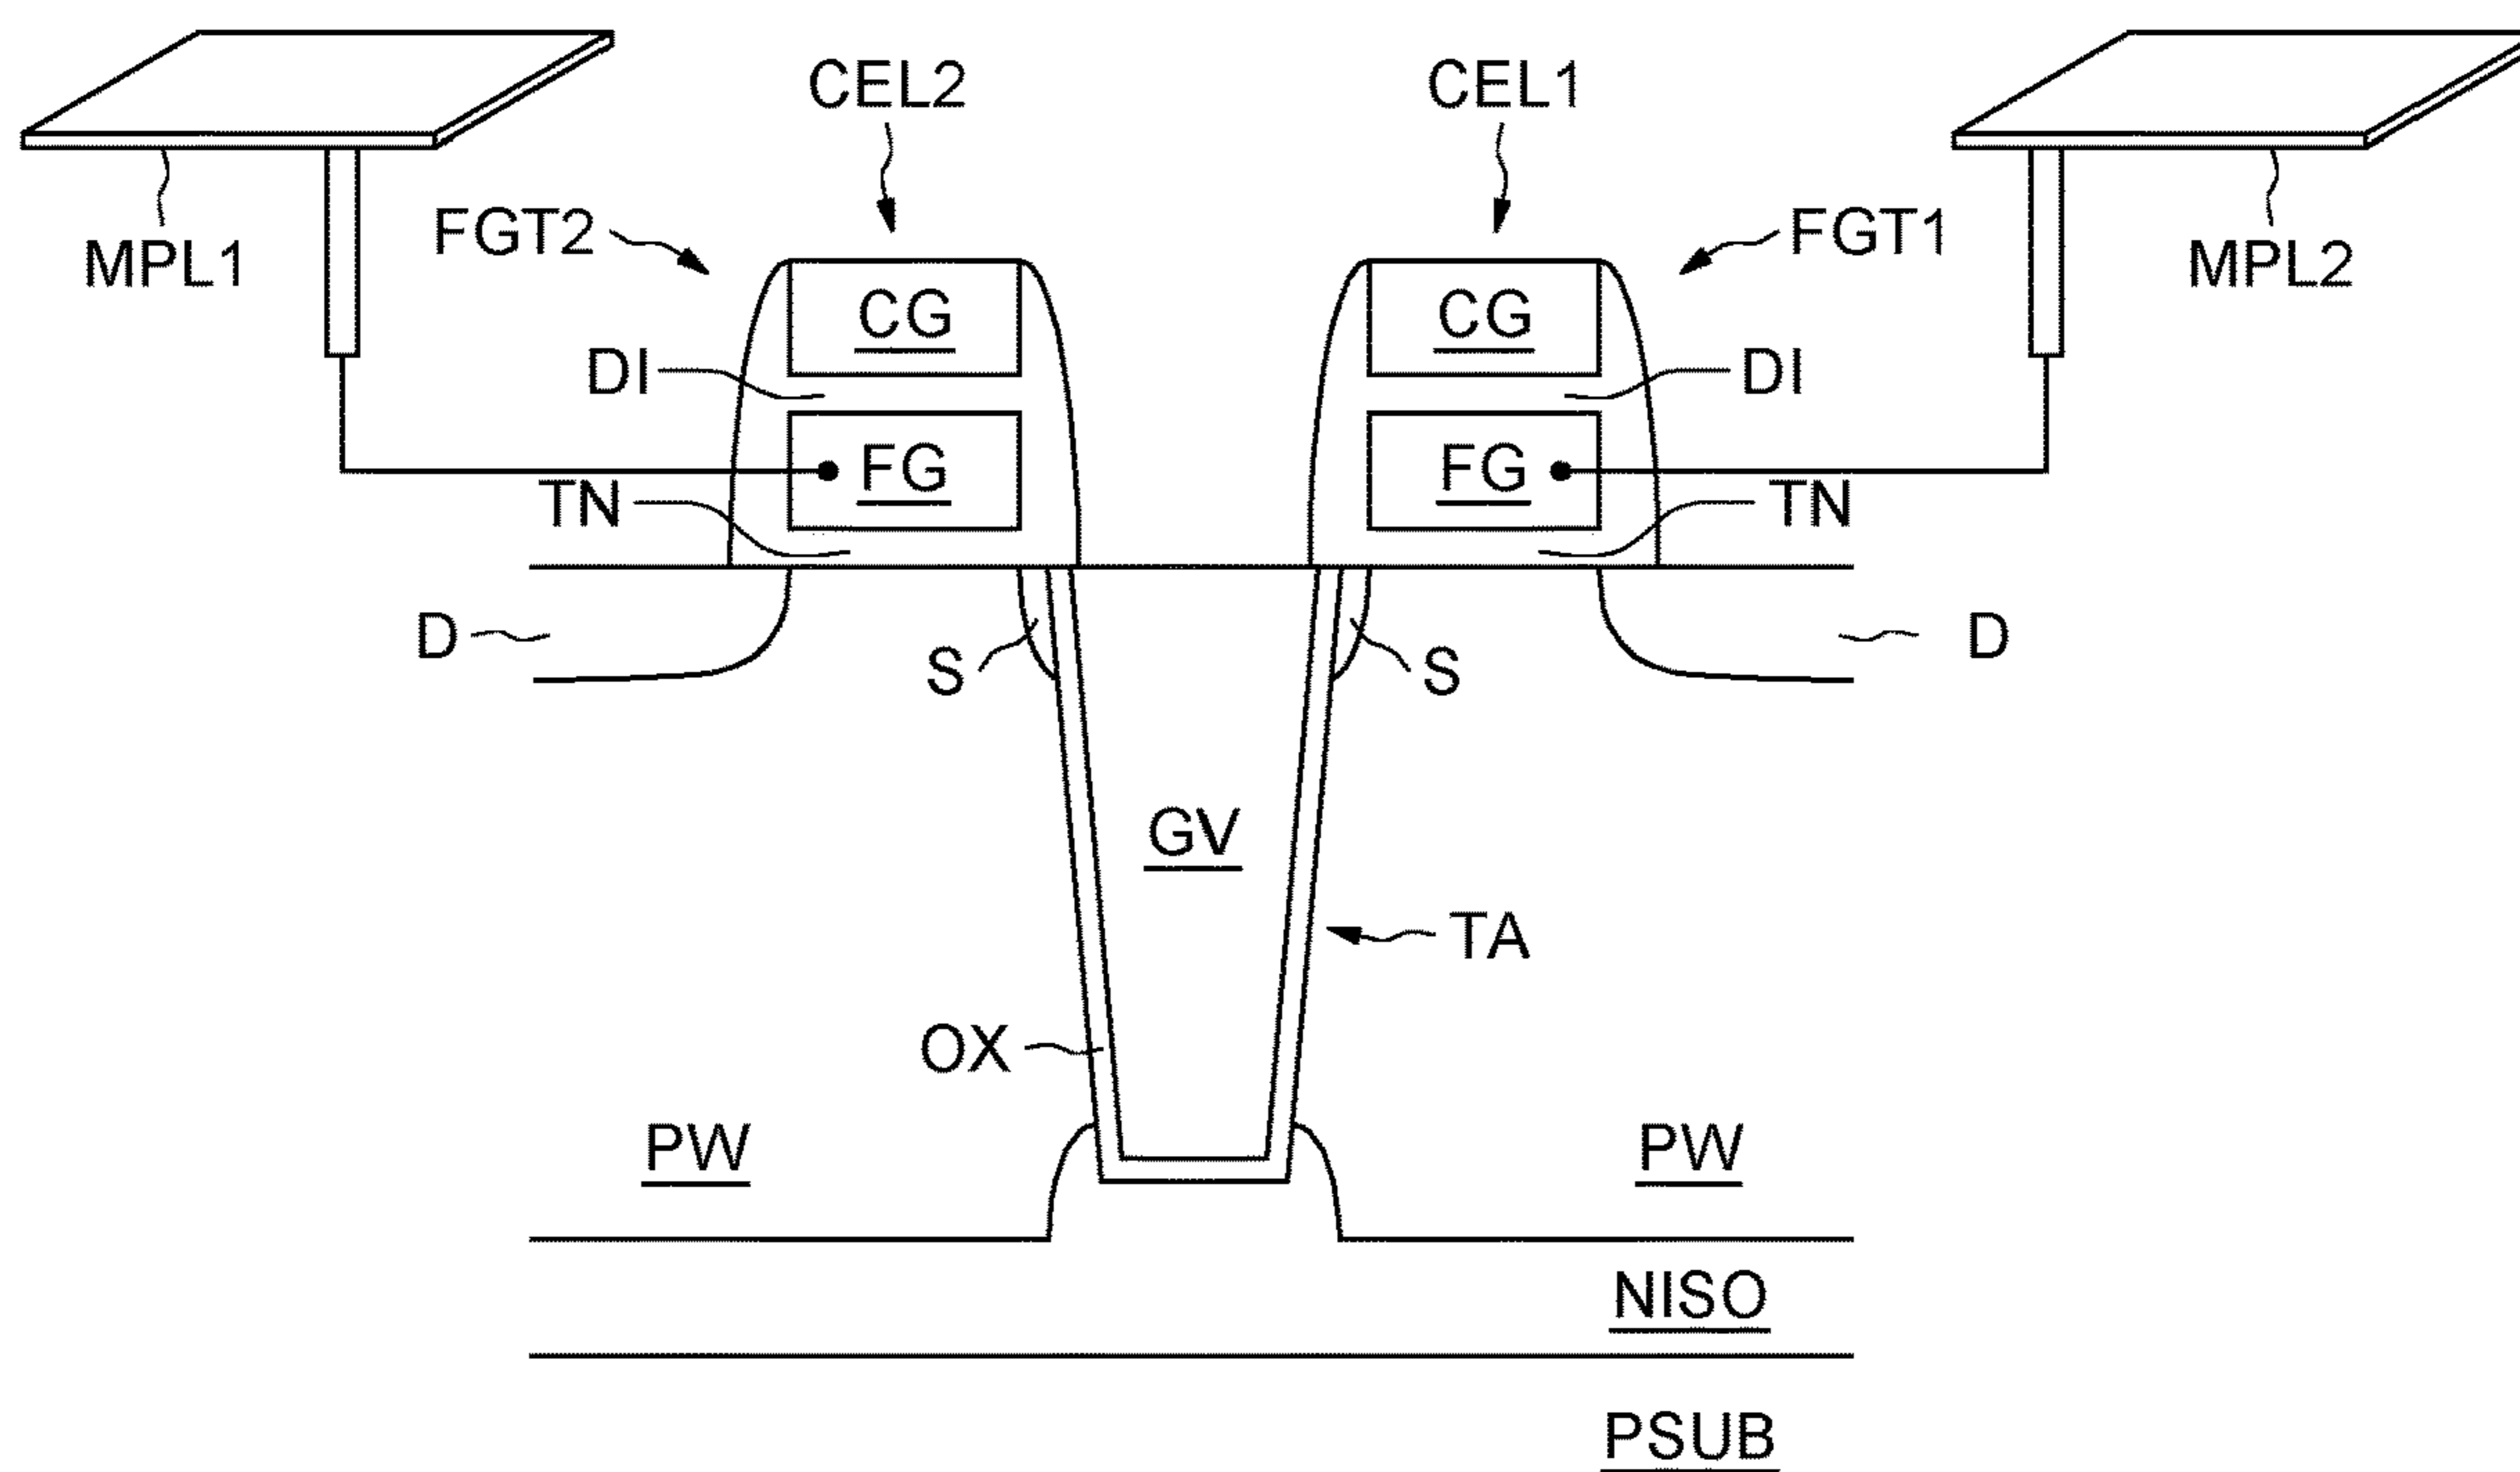 CEL2 CEL1
FGT2 FGT1
MPL1 MPL2
CG CG
DI DI
FG FG
TN TN
D S S D
GV
TA
OX
PW PW
NISO
PSUB